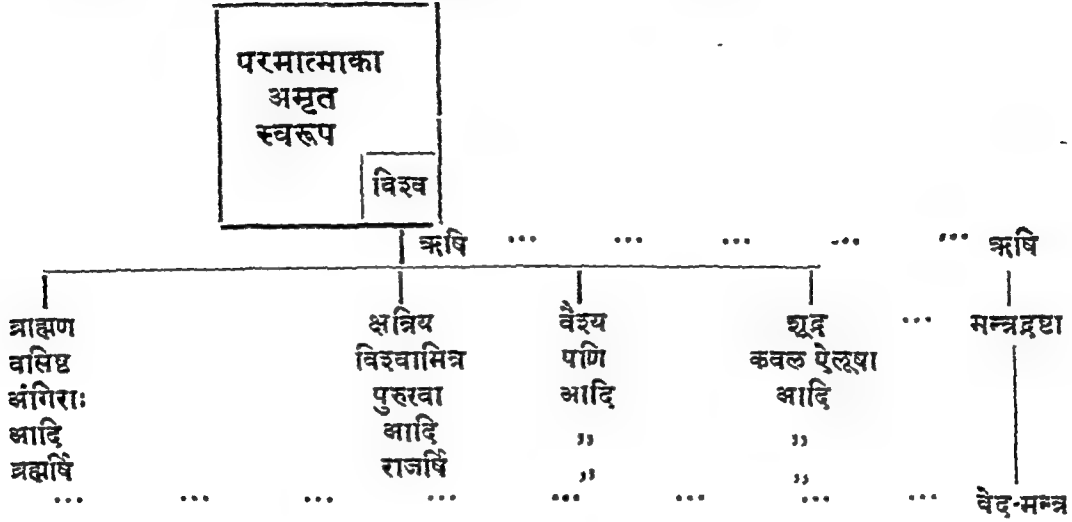 परमात्माका
अमृत
स्वरूप
विश्व
ऋषि ... ... ... ... ... ऋषि
ब्राह्मण क्षत्रिय वैश्य शूद्र ... मन्त्रद्रष्टा
वसिष्ठ विश्वामित्र पणि कवल ऐलूषा
अंगिराः पुरुरवा आदि आदि
आदि आदि ,, ,,
ब्रह्मर्षि राजर्षि ,, ,,
... ... ... ... ... ... ... ... वेद-मन्त्र